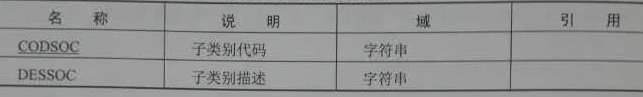 名 称 说 明 域 引 用
CODSOC 子类别代码 字符串
DESSOC 子类别描述 字符串